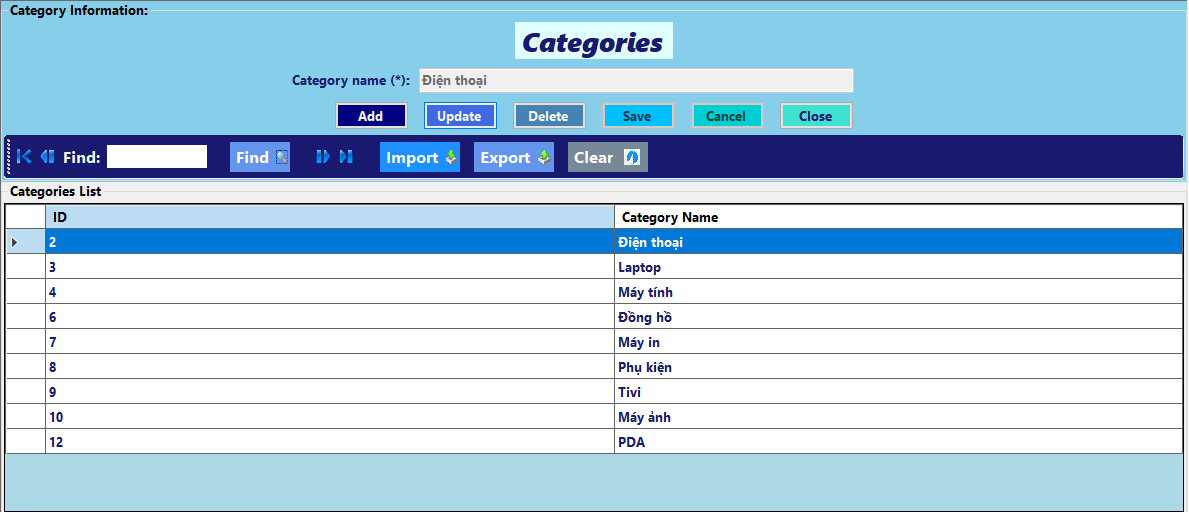 Category Information:
Categories
Category name (*): Điện thoại
Add Update Delete Save Cancel Close
Find: Find Import Export Clear
Categories List
ID Category Name
2 Điện thoại
3 Laptop
4 Máy tính
6 Đồng hồ
7 Máy in
8 Phụ kiện
9 Tivi
10 Máy ảnh
12 PDA